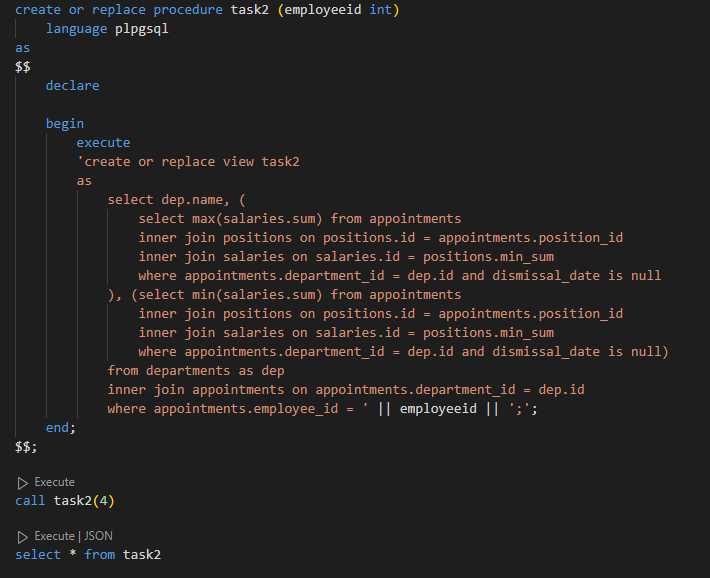 create or replace procedure task2 (employeeid int)
language plpgsql
as
$$
declare
begin
execute
'create or replace view task2
as
select dep.name, (
select max(salaries.sum) from appointments
inner join positions on positions.id = appointments.position_id
inner join salaries on salaries.id = positions.min_sum
where appointments.department_id = dep.id and dismissal_date is null
), (select min(salaries.sum) from appointments
inner join positions on positions.id = appointments.position_id
inner join salaries on salaries.id = positions.min_sum
where appointments.department_id = dep.id and dismissal_date is null)
from departments as dep
inner join appointments on appointments.department_id = dep.id
where appointments.employee_id = ' || employeeid || ';';
end;
$$;
Execute
call task2(4)
Execute | JSON
select * from task2